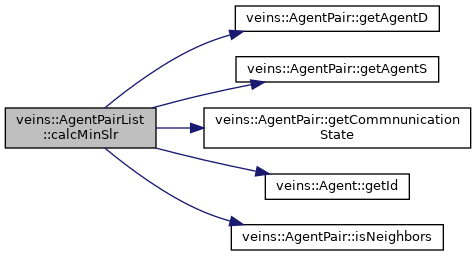 veins::AgentPair::getAgentD
veins::AgentPair::getAgentS
veins::AgentPairList
::calcMinSlr
veins::AgentPair::getCommnunication
State
veins::Agent::getId
veins::AgentPair::isNeighbors